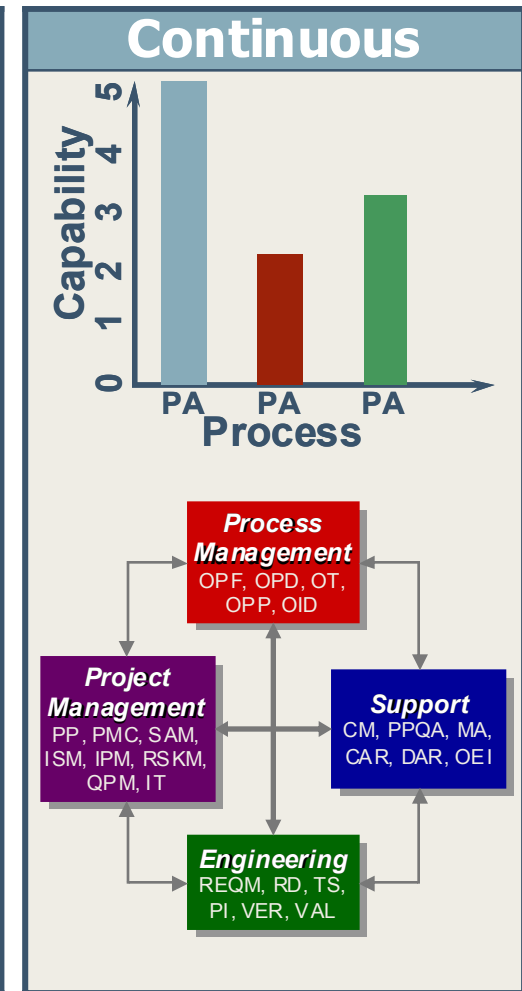 Continuous
Capability
5
4
3
2
1
0
PA PA PA
Process
Process
Management
OPF, OPD, OT,
OPP, OID
Project
Management
PP, PMC, SAM,
ISM, IPM, RSKM,
QPM, IT
Support
CM, PPQA, MA,
CAR, DAR, OEI
Engineering
REQM, RD, TS,
PI, VER, VAL